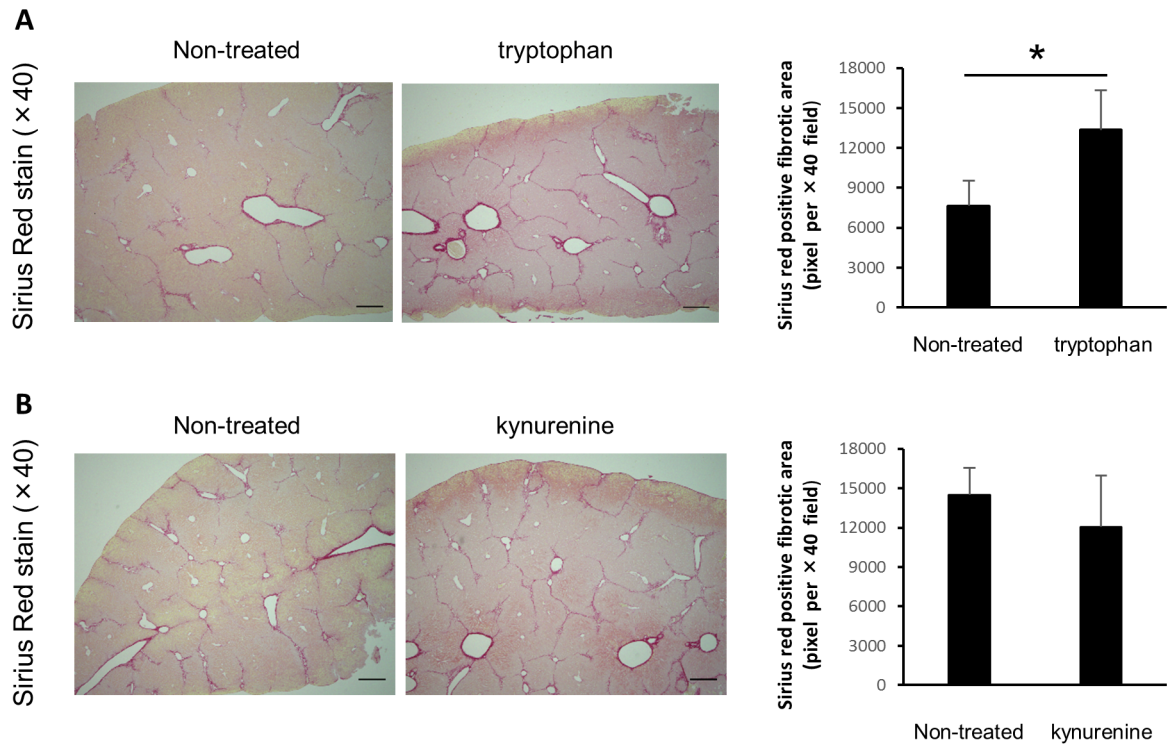 A
Non-treated
tryptophan
Sirius Red stain (×40)
*
Sirius red positive fibrotic area
(pixel per ×40 field)
18000
15000
12000
9000
6000
3000
0
Non-treated
tryptophan
B
Non-treated
kynurenine
Sirius Red stain (×40)
Sirius red positive fibrotic area
(pixel per ×40 field)
18000
15000
12000
9000
6000
3000
0
Non-treated
kynurenine